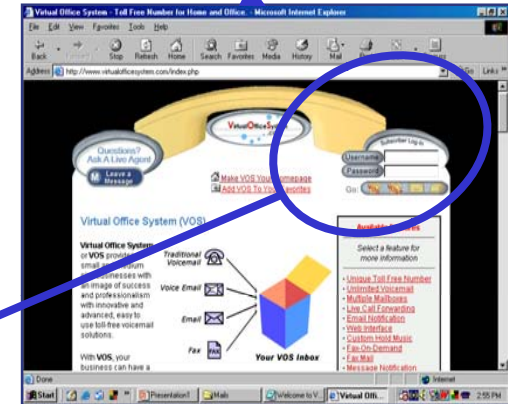 Virtual Office System - Toll Free Number for Home and Office. - Microsoft Internet Explorer
File Edit View Favorites Tools Help
Back Stop Refresh Home Search Favorites Media History Mail
Address http://www.virtualofficesystem.com/index.php Go Links »
VirtualOfficeSystem
Questions?
Ask A Live Agent
Leave a
Message
Subscriber Log-in
Username
Password
Go:
Make VOS Your Homepage
Add VOS To Your Favorites
Virtual Office System (VOS)
Virtual Office System
or VOS provides
small and medium
businesses with
an image of success
and professionalism
with innovative and
advanced, easy to
use toll-free voicemail
solutions.
With VOS, your
business can have a
Traditional
Voicemail
Voice Email
Email
Fax
FAX
Your VOS Inbox
Available Features
Select a feature for
more information
- Unique Toll Free Number
- Unlimited Voicemail
- Multiple Mailboxes
- Live Call Forwarding
- Email Notification
- Web Interface
- Custom Hold Music
- Fax-On-Demand
- Fax Mail
- Message Notification
Done Internet
Start Presentation1 Mails Welcome to V... Virtual Offi... 2:55 PM